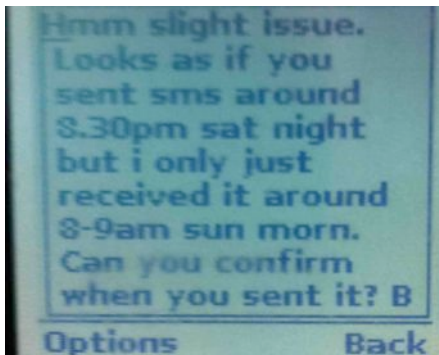 Hmm slight issue.
Looks as if you
sent sms around
8.30pm sat night
but i only just
received it around
8-9am sun morn.
Can you confirm
when you sent it? B
Options Back